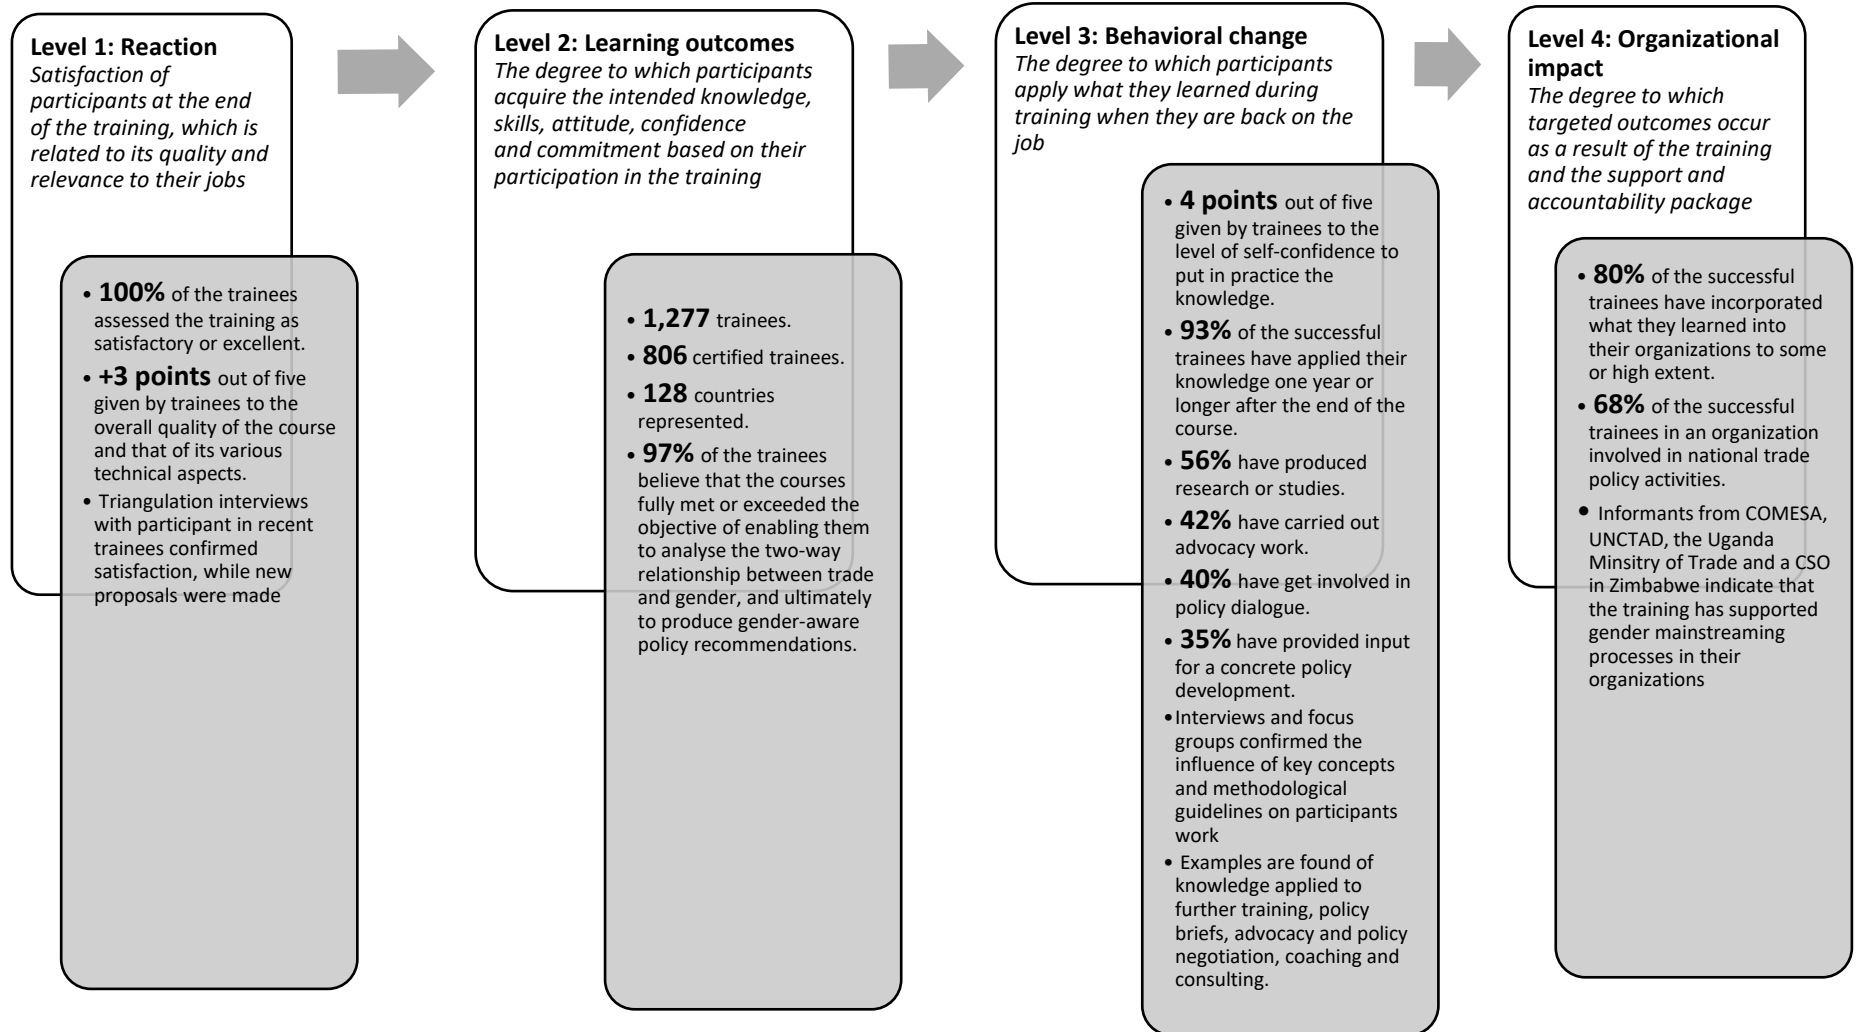 Level 1: Reaction
Satisfaction of
participants at the end
of the training, which is
related to its quality and
relevance to their jobs
• 100% of the trainees
assessed the training as
satisfactory or excellent.
• +3 points out of five
given by trainees to the
overall quality of the course
and that of its various
technical aspects.
• Triangulation interviews
with participant in recent
trainees confirmed
satisfaction, while new
proposals were made
Level 2: Learning outcomes
The degree to which participants
acquire the intended knowledge,
skills, attitude, confidence
and commitment based on their
participation in the training
• 1,277 trainees.
• 806 certified trainees.
• 128 countries
represented.
• 97% of the trainees
believe that the courses
fully met or exceeded the
objective of enabling them
to analyse the two-way
relationship between trade
and gender, and ultimately
to produce gender-aware
policy recommendations.
Level 3: Behavioral change
The degree to which participants
apply what they learned during
training when they are back on the
job
• 4 points out of five
given by trainees to the
level of self-confidence to
put in practice the
knowledge.
• 93% of the successful
trainees have applied their
knowledge one year or
longer after the end of the
course.
• 56% have produced
research or studies.
• 42% have carried out
advocacy work.
• 40% have get involved in
policy dialogue.
• 35% have provided input
for a concrete policy
development.
•Interviews and focus
groups confirmed the
influence of key concepts
and methodological
guidelines on participants
work
• Examples are found of
knowledge applied to
further training, policy
briefs, advocacy and policy
negotiation, coaching and
consulting.
Level 4: Organizational
impact
The degree to which
targeted outcomes occur
as a result of the training
and the support and
accountability package
• 80% of the successful
trainees have incorporated
what they learned into
their organizations to some
or high extent.
• 68% of the successful
trainees in an organization
involved in national trade
policy activities.
• Informants from COMESA,
UNCTAD, the Uganda
Minsitry of Trade and a CSO
in Zimbabwe indicate that
the training has supported
gender mainstreaming
processes in their
organizations